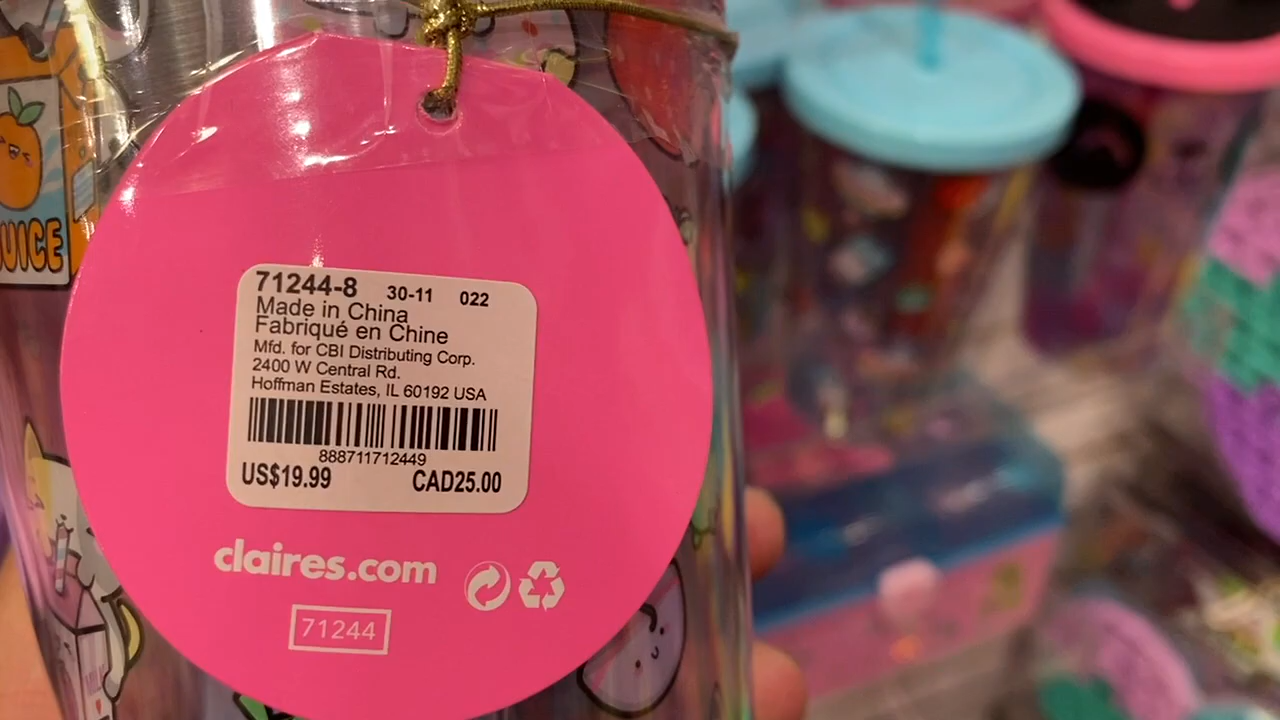 JUICE
71244-8 30-11 022
Made in China
Fabriqué en Chine
Mfd. for CBI Distributing Corp.
2400 W Central Rd.
Hoffman Estates, IL 60192 USA
888711712449
US$19.99 CAD25.00
claires.com
71244